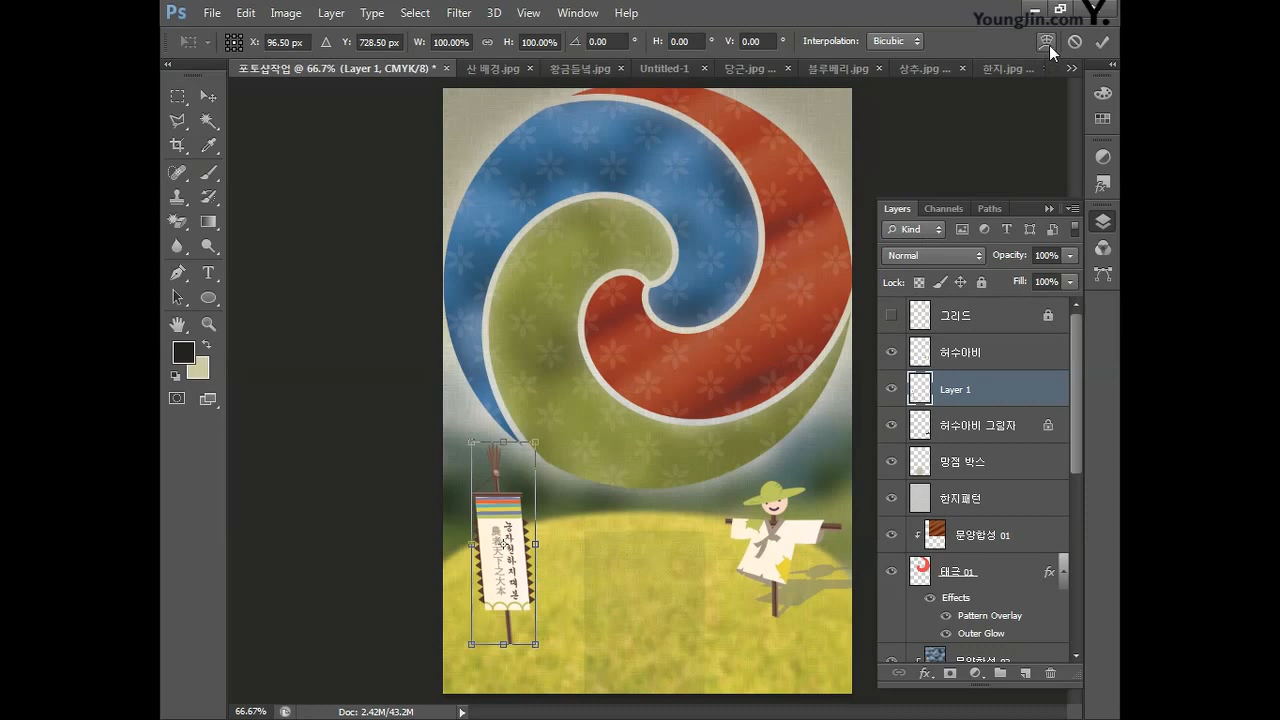 YoungJin.com Y.
Ps File Edit Image Layer Type Select Filter 3D View Window Help
X: 96.50 px Y: 728.50 px W: 100.00% H: 100.00% 0.00 ° H: 0.00 ° V: 0.00 ° Interpolation: Bicubic
포토샵작업 @ 66.7% (Layer 1, CMYK/8) * × 산 배경.jpg × 황금들녘.jpg × Untitled-1 × 당근.jpg ... × 블루베리.jpg × 상추.jpg ... × 한지.jpg ...
Layers Channels Paths
Kind
Normal Opacity: 100%
Lock: Fill: 100%
그리드
허수아비
Layer 1
허수아비 그림자
망점 박스
한지패턴
문양합성 01
태극 01 fx
Effects
Pattern Overlay
Outer Glow
농자천하지대본
農者天下之大本
66.67% Doc: 2.42M/43.2M